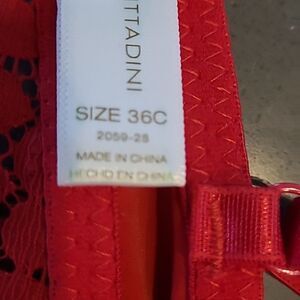 TTADINI
SIZE 36C
2059-28
MADE IN CHINA
HECHO EN CHINA